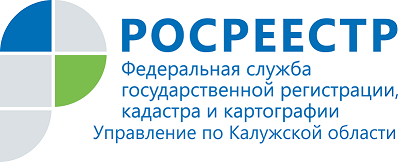 РОСРЕЕСТР
Федеральная служба
государственной регистрации,
кадастра и картографии
Управление по Калужской области